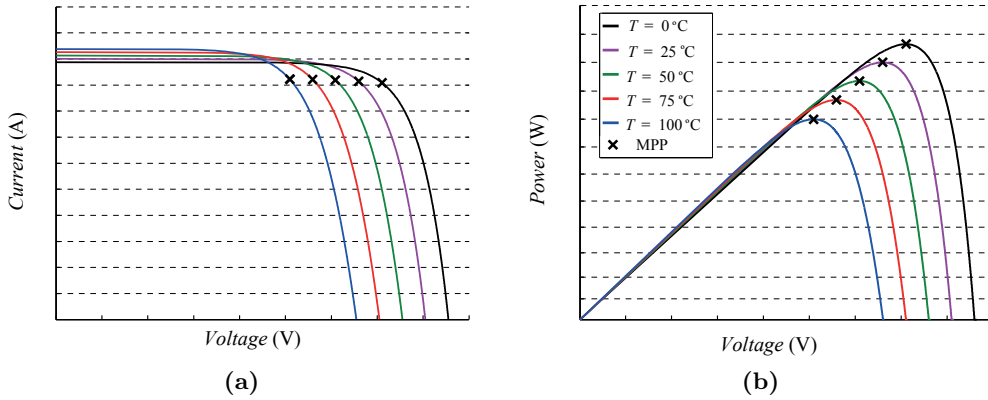 Current (A)
Voltage (V)
(a)
Power (W)
T = 0 °C
T = 25 °C
T = 50 °C
T = 75 °C
T = 100 °C
MPP
Voltage (V)
(b)